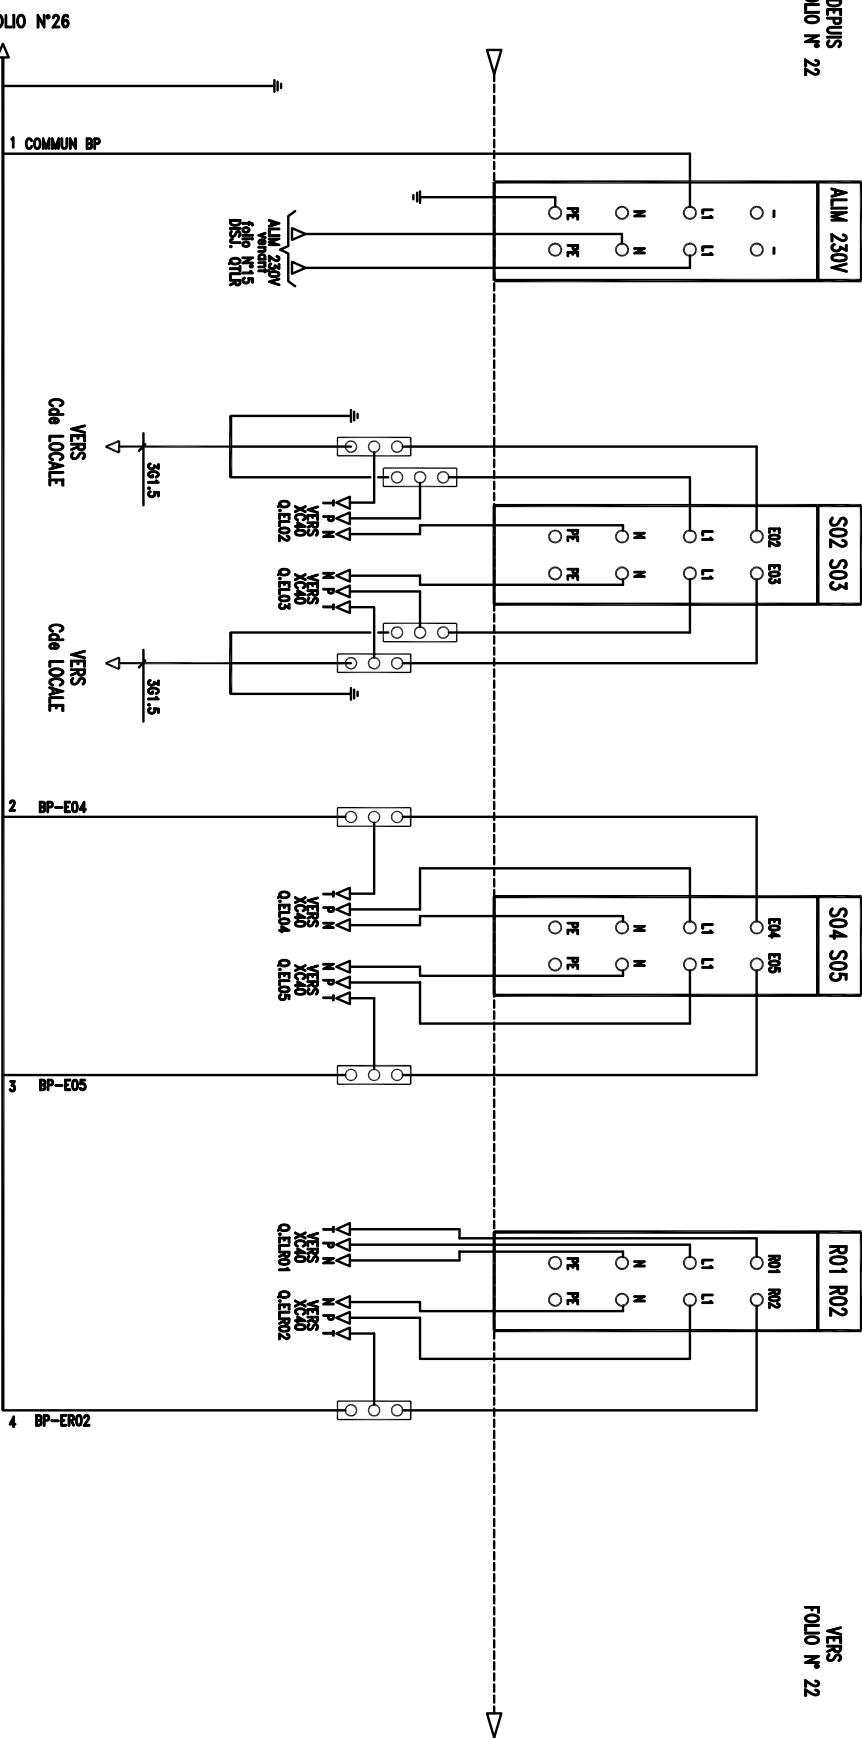 DEPUIS
OLIO N° 22
OLIO N°26
1 COMMUN BP
ALIM 230V
PE N L1 -
PE N L1 -
ALIM 230V
venant
folio N°15
DISJ. QTLR
VERS
Cde LOCALE
3G1.5
S02 S03
PE N L1 E02
PE N L1 E03
T P N
VERS
XC40
Q.EL02
N P T
VERS
XC40
Q.EL03
VERS
Cde LOCALE
3G1.5
2 BP-E04
S04 S05
PE N L1 E04
PE N L1 E05
T P N
VERS
XC40
Q.EL04
N P T
VERS
XC40
Q.EL05
3 BP-E05
R01 R02
PE N L1 R01
PE N L1 R02
T P N
VERS
XC40
Q.ELR01
N P T
VERS
XC40
Q.ELR02
4 BP-ER02
VERS
FOLIO N° 22